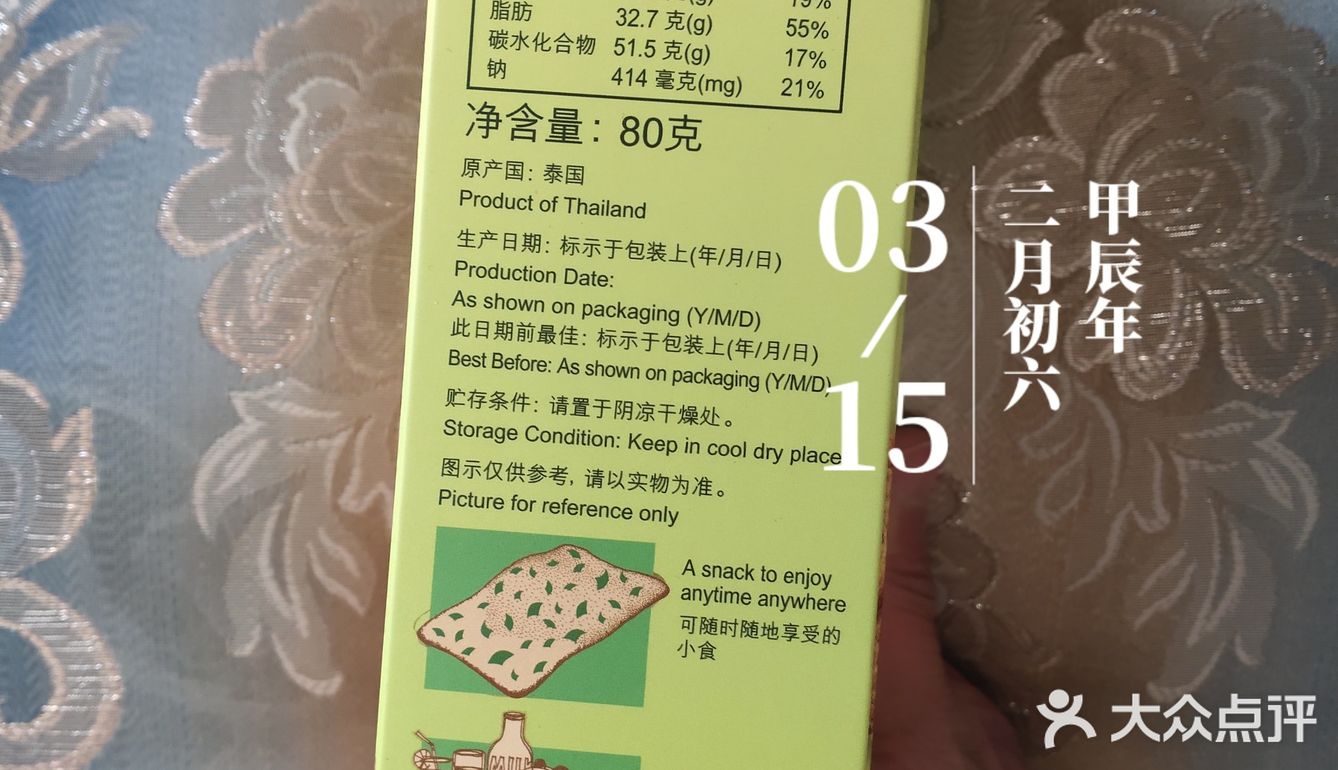 19%
脂肪 32.7 克(g) 55%
碳水化合物 51.5 克(g) 17%
钠 414 毫克(mg) 21%
净含量：80克
原产国：泰国
Product of Thailand
生产日期：标示于包装上(年/月/日)
Production Date:
As shown on packaging (Y/M/D)
此日期前最佳：标示于包装上(年/月/日)
Best Before: As shown on packaging (Y/M/D)
贮存条件：请置于阴凉干燥处。
Storage Condition: Keep in cool dry place
图示仅供参考, 请以实物为准。
Picture for reference only
A snack to enjoy
anytime anywhere
可随时随地享受的
小食
03
/
15
甲辰年
二月初六
大众点评